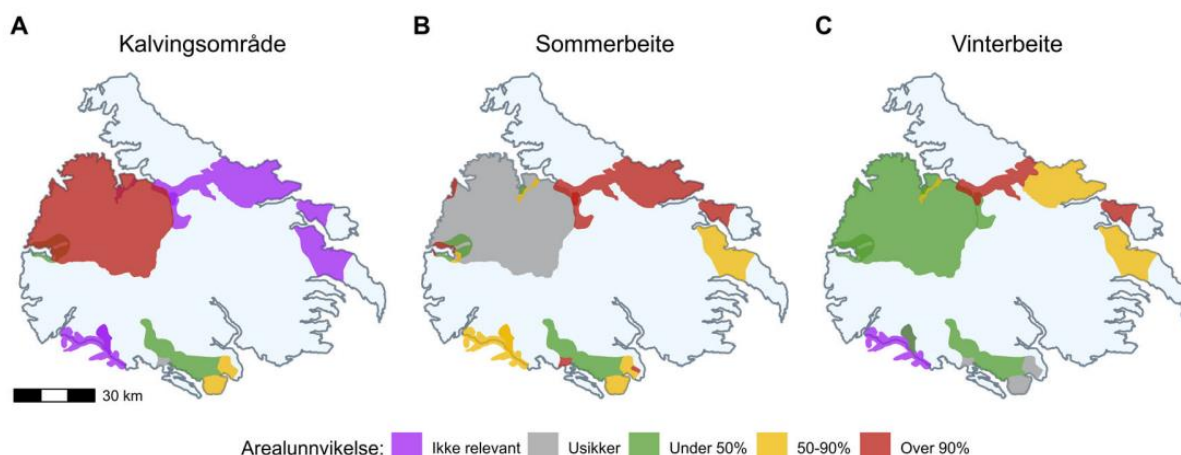 A
Kalvingsområde
B
Sommerbeite
C
Vinterbeite
30 km
Arealunnvikelse:
Ikke relevant
Usikker
Under 50%
50-90%
Over 90%